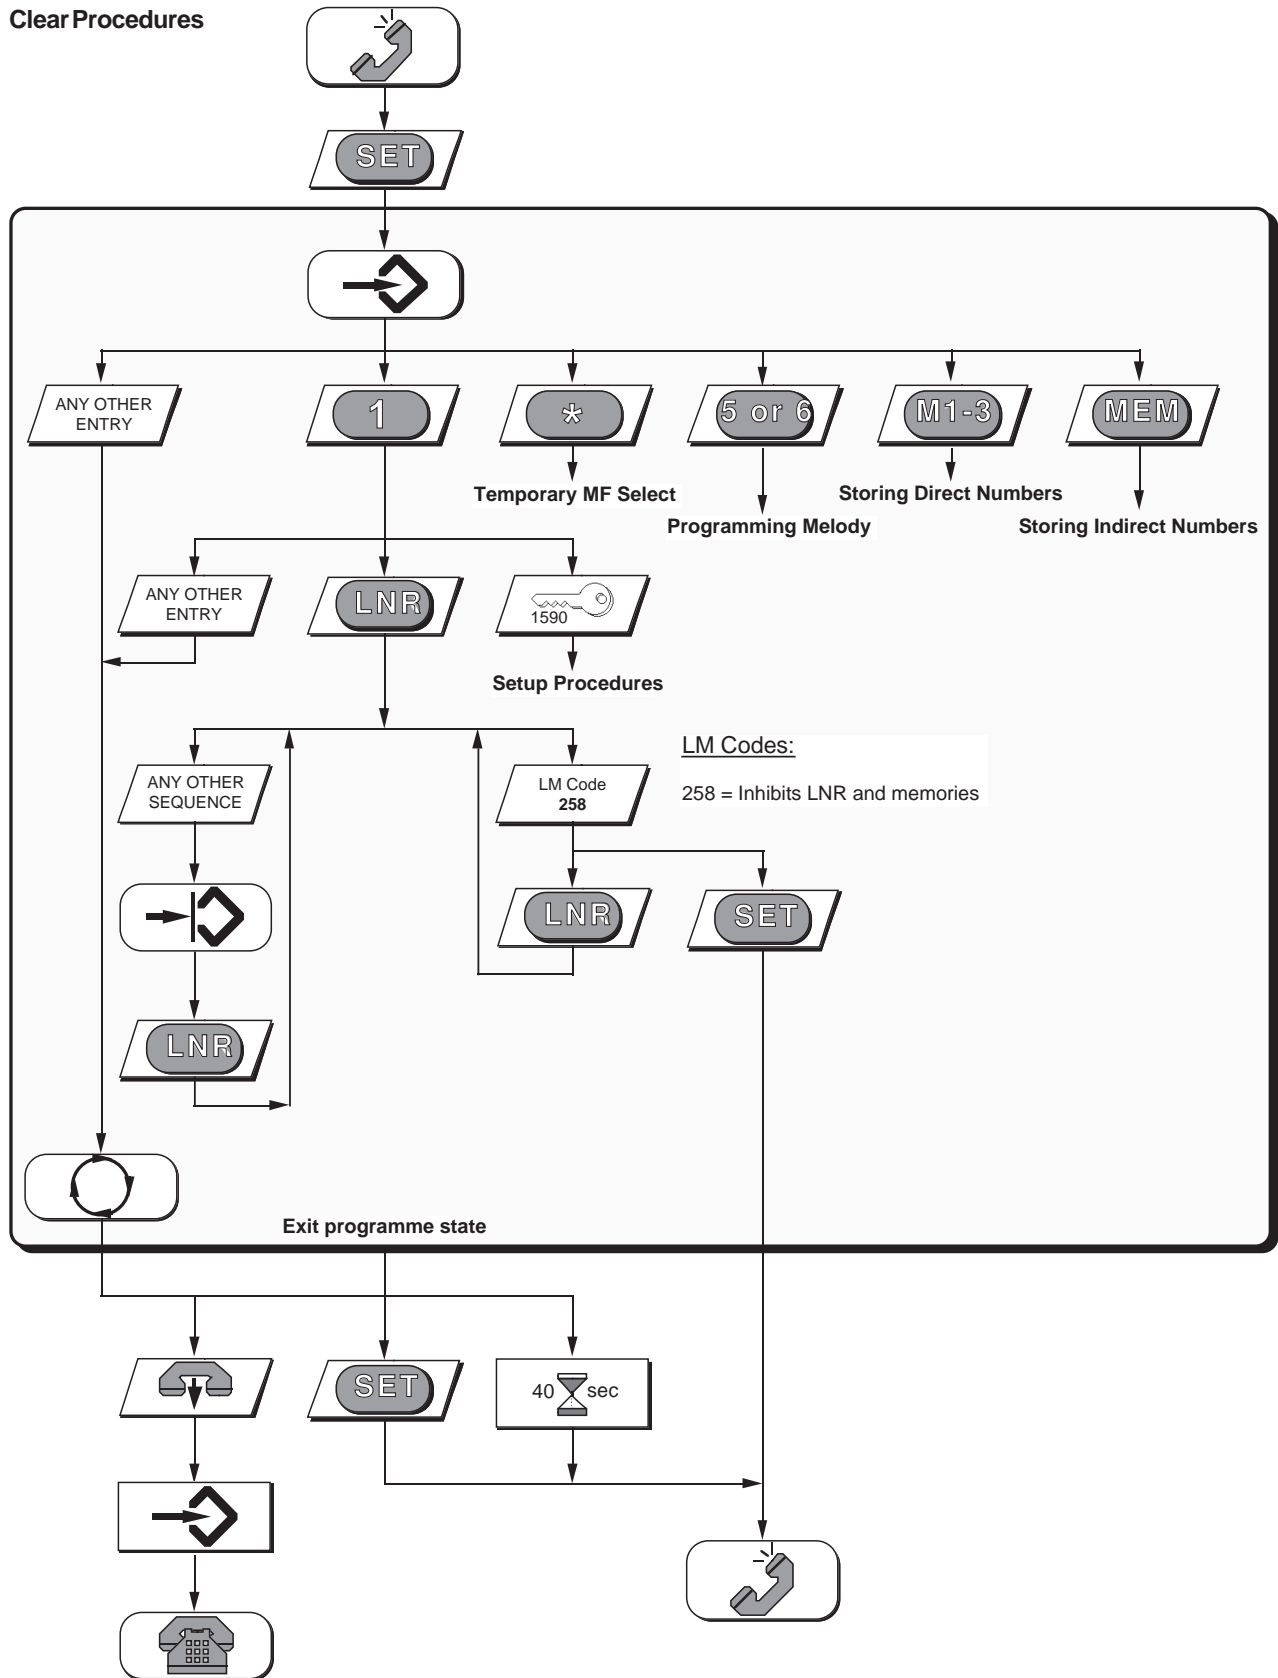 Clear Procedures
SET
ANY OTHER
ENTRY
1
*
5 or 6
M1-3
MEM
Temporary MF Select
Storing Direct Numbers
Programming Melody
Storing Indirect Numbers
ANY OTHER
ENTRY
LNR
1590
Setup Procedures
ANY OTHER
SEQUENCE
LM Code
258
LM Codes:
258 = Inhibits LNR and memories
LNR
SET
LNR
Exit programme state
SET
40 sec